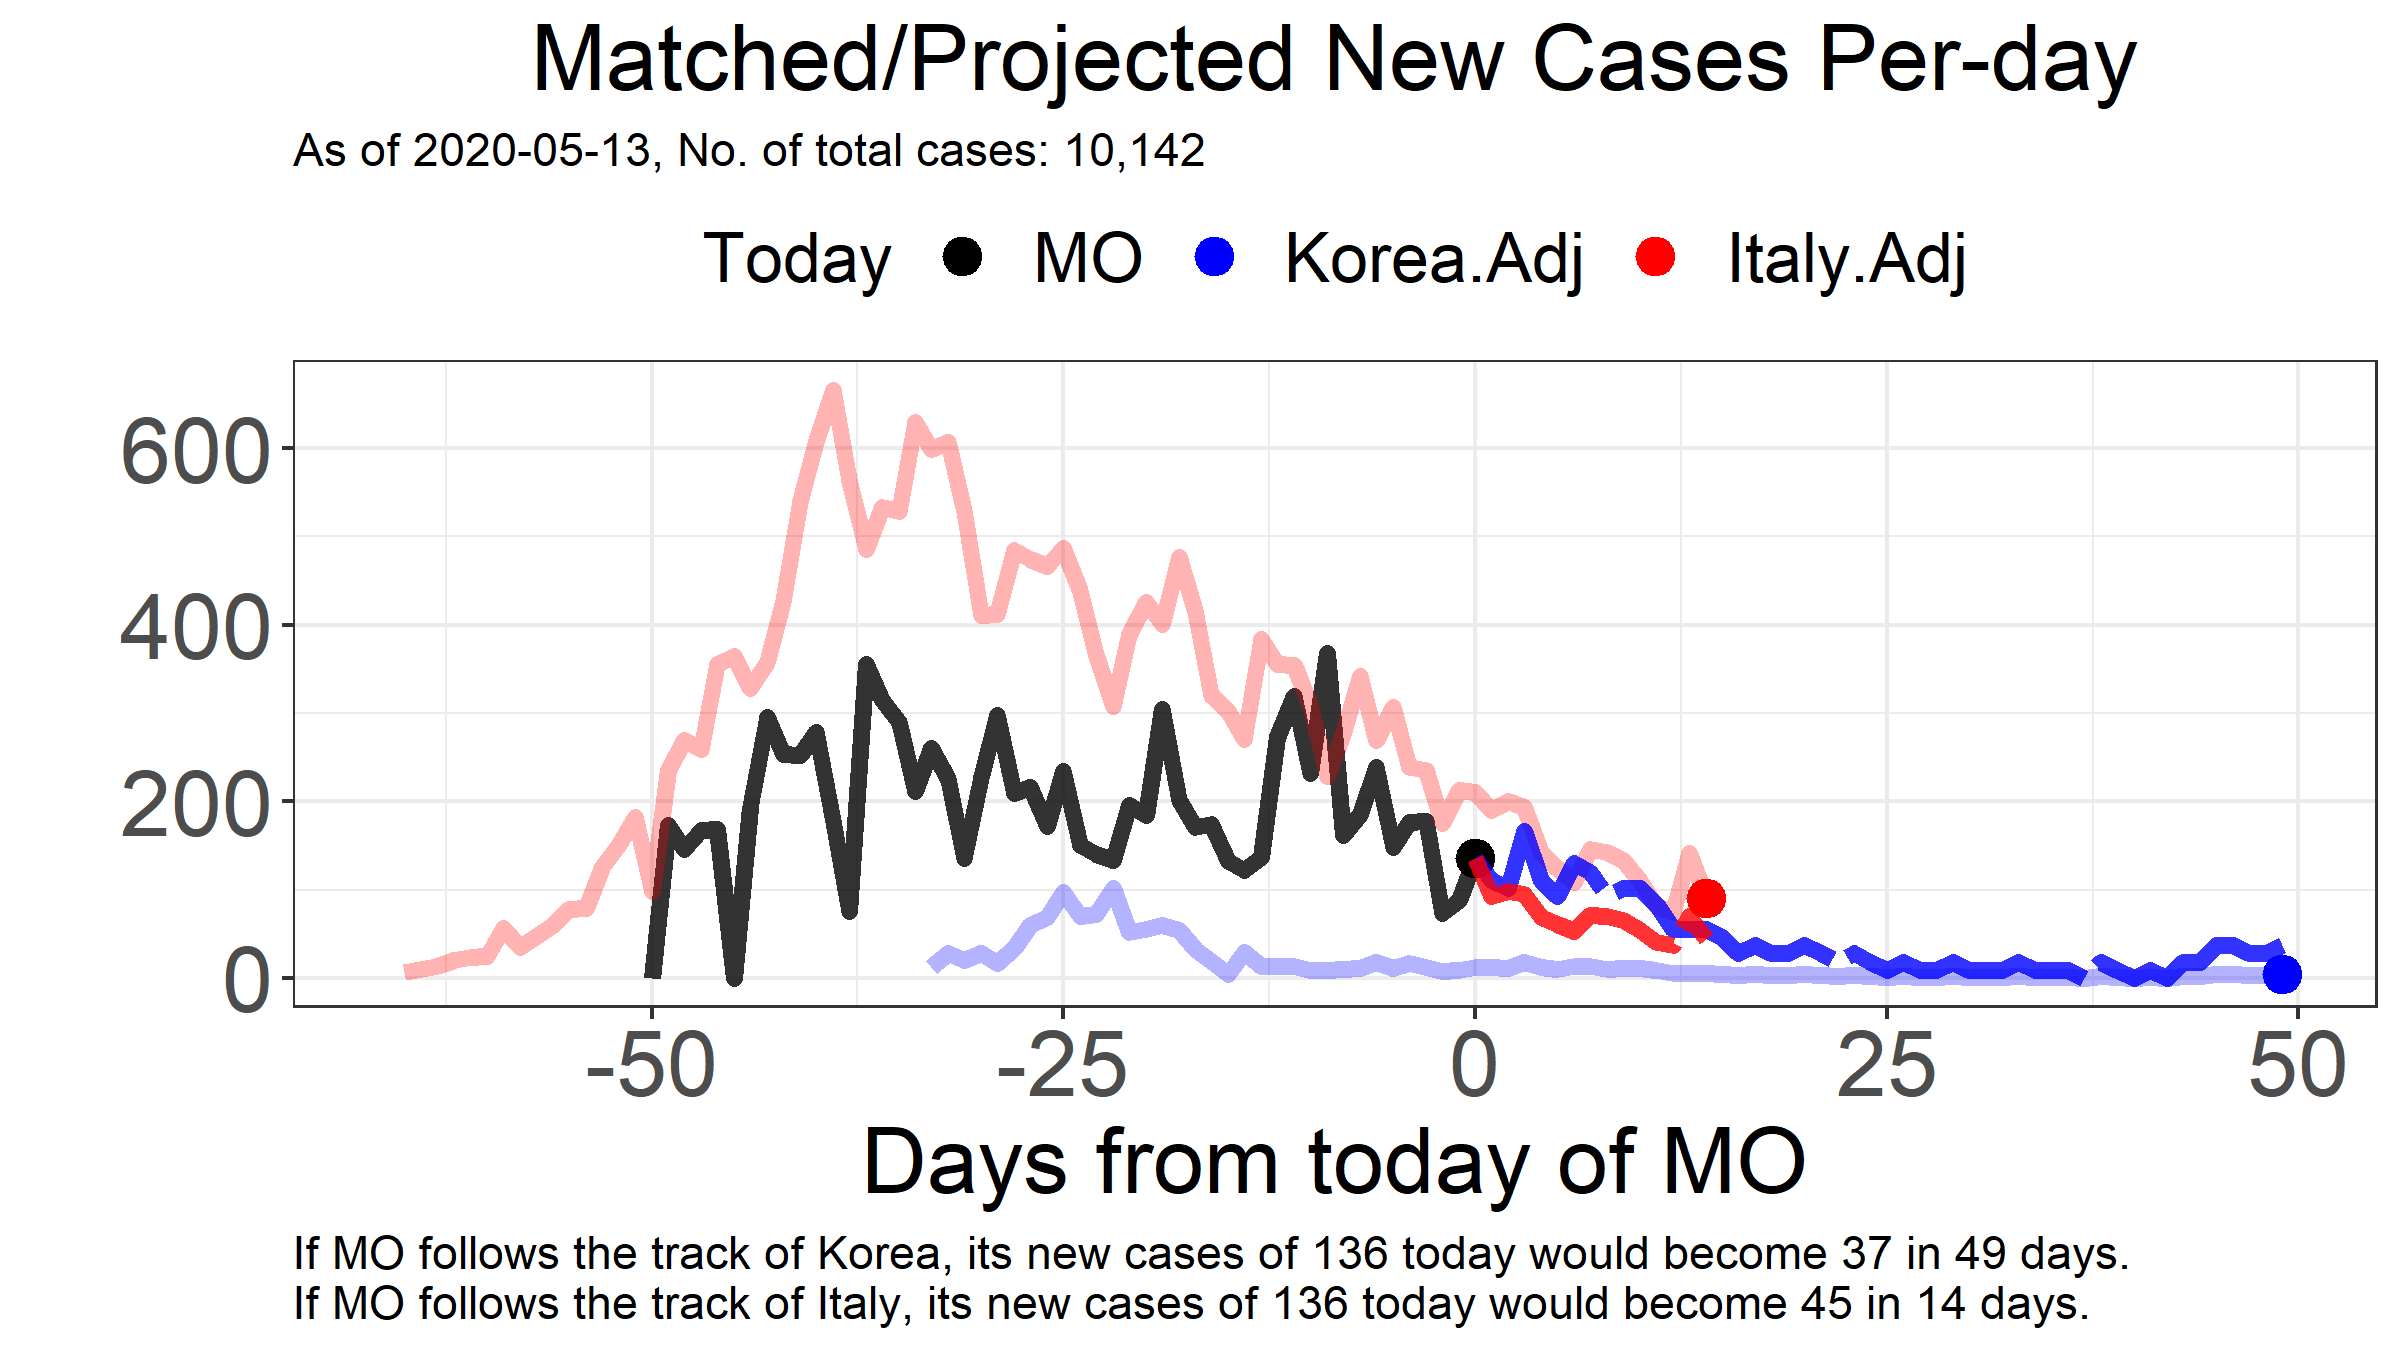 Matched/Projected New Cases Per-day
As of 2020-05-13, No. of total cases: 10,142
Today MO Korea.Adj Italy.Adj
600
400
200
0
-50 -25 0 25 50
Days from today of MO
If MO follows the track of Korea, its new cases of 136 today would become 37 in 49 days.
If MO follows the track of Italy, its new cases of 136 today would become 45 in 14 days.